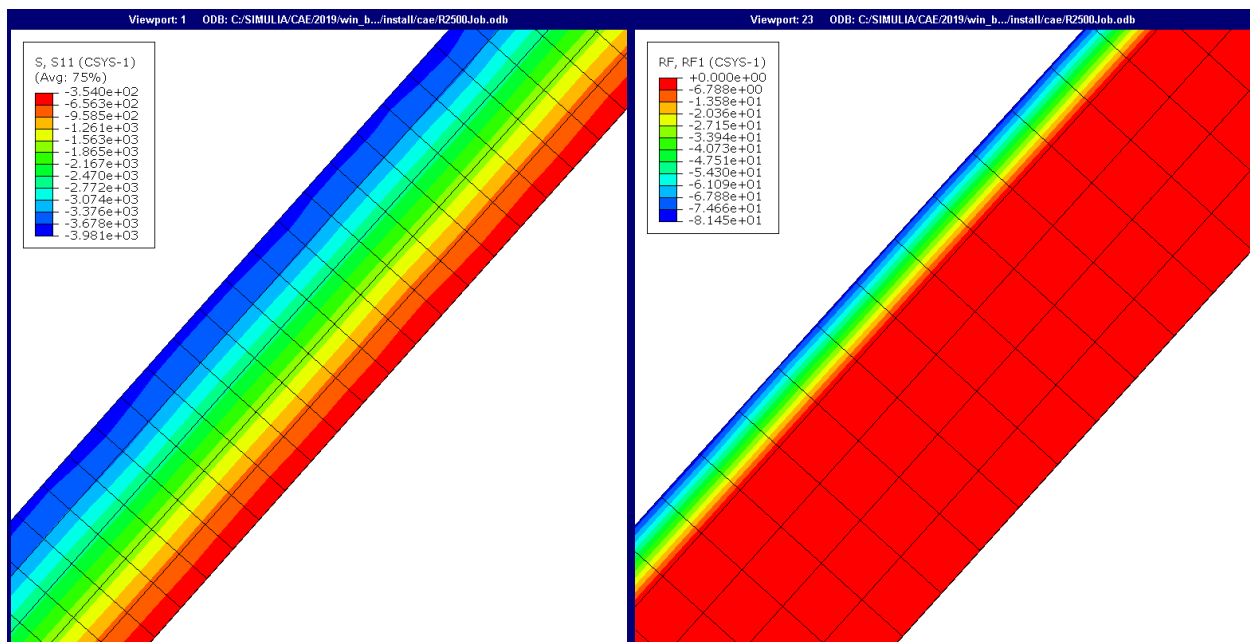 Viewport: 1 ODB: C:/SIMULIA/CAE/2019/win_b.../install/cae/R2500Job.odb
S, S11 (CSYS-1)
(Avg: 75%)
-3.540e+02
-6.563e+02
-9.585e+02
-1.261e+03
-1.563e+03
-1.865e+03
-2.167e+03
-2.470e+03
-2.772e+03
-3.074e+03
-3.376e+03
-3.678e+03
-3.981e+03
Viewport: 23 ODB: C:/SIMULIA/CAE/2019/win_b.../install/cae/R2500Job.odb
RF, RF1 (CSYS-1)
+0.000e+00
-6.788e+00
-1.358e+01
-2.036e+01
-2.715e+01
-3.394e+01
-4.073e+01
-4.751e+01
-5.430e+01
-6.109e+01
-6.788e+01
-7.466e+01
-8.145e+01